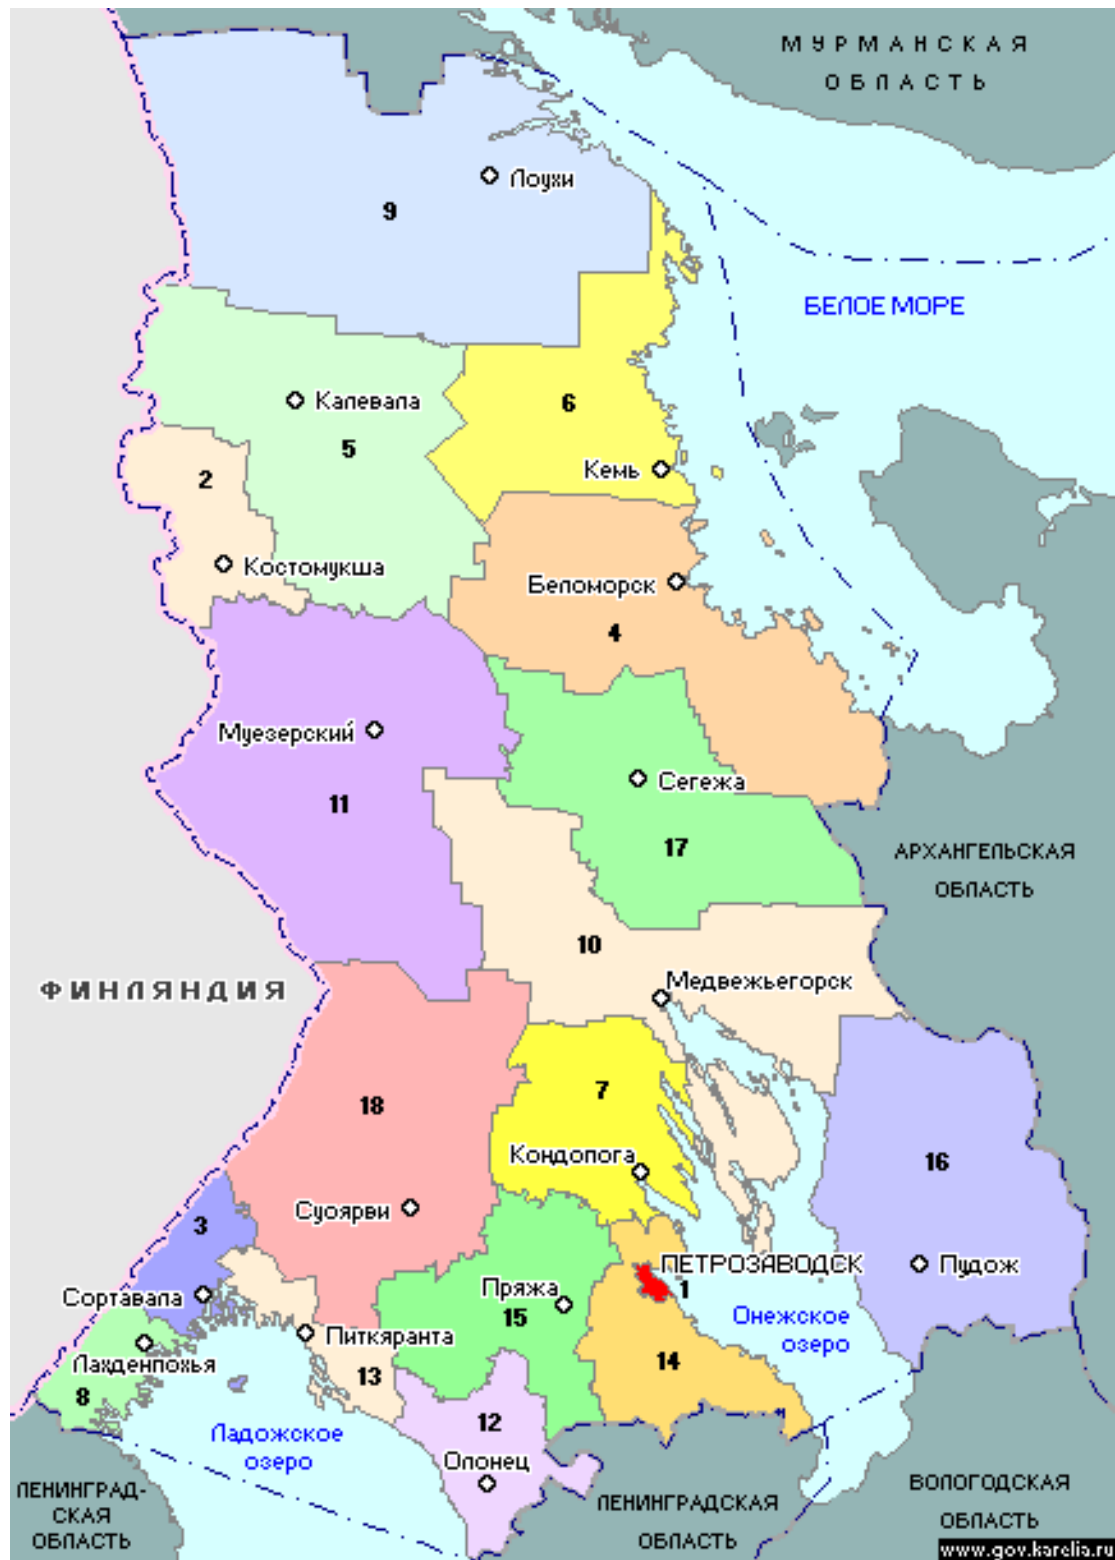 МУРМАНСКАЯ
ОБЛАСТЬ
Лоухи
9
БЕЛОЕ МОРЕ
Калевала
6
5
Кемь
2
Костомукша
Беломорск
4
Муезерский
Сегежа
11
17
АРХАНГЕЛЬСКАЯ
ОБЛАСТЬ
10
Медвежьегорск
ФИНЛЯНДИЯ
7
18
Кондопога
16
Суоярви
3
ПЕТРОЗАВОДСК
Пудож
Сортавала
Пряжа
1
15
Онежское
озеро
Питкяранта
Лахденпохья
13
14
8
12
Ладожское
озеро
Олонец
ЛЕНИНГРАД-
СКАЯ
ОБЛАСТЬ
ЛЕНИНГРАДСКАЯ
ОБЛАСТЬ
ВОЛОГОДСКАЯ
ОБЛАСТЬ
www.gov.karelia.ru